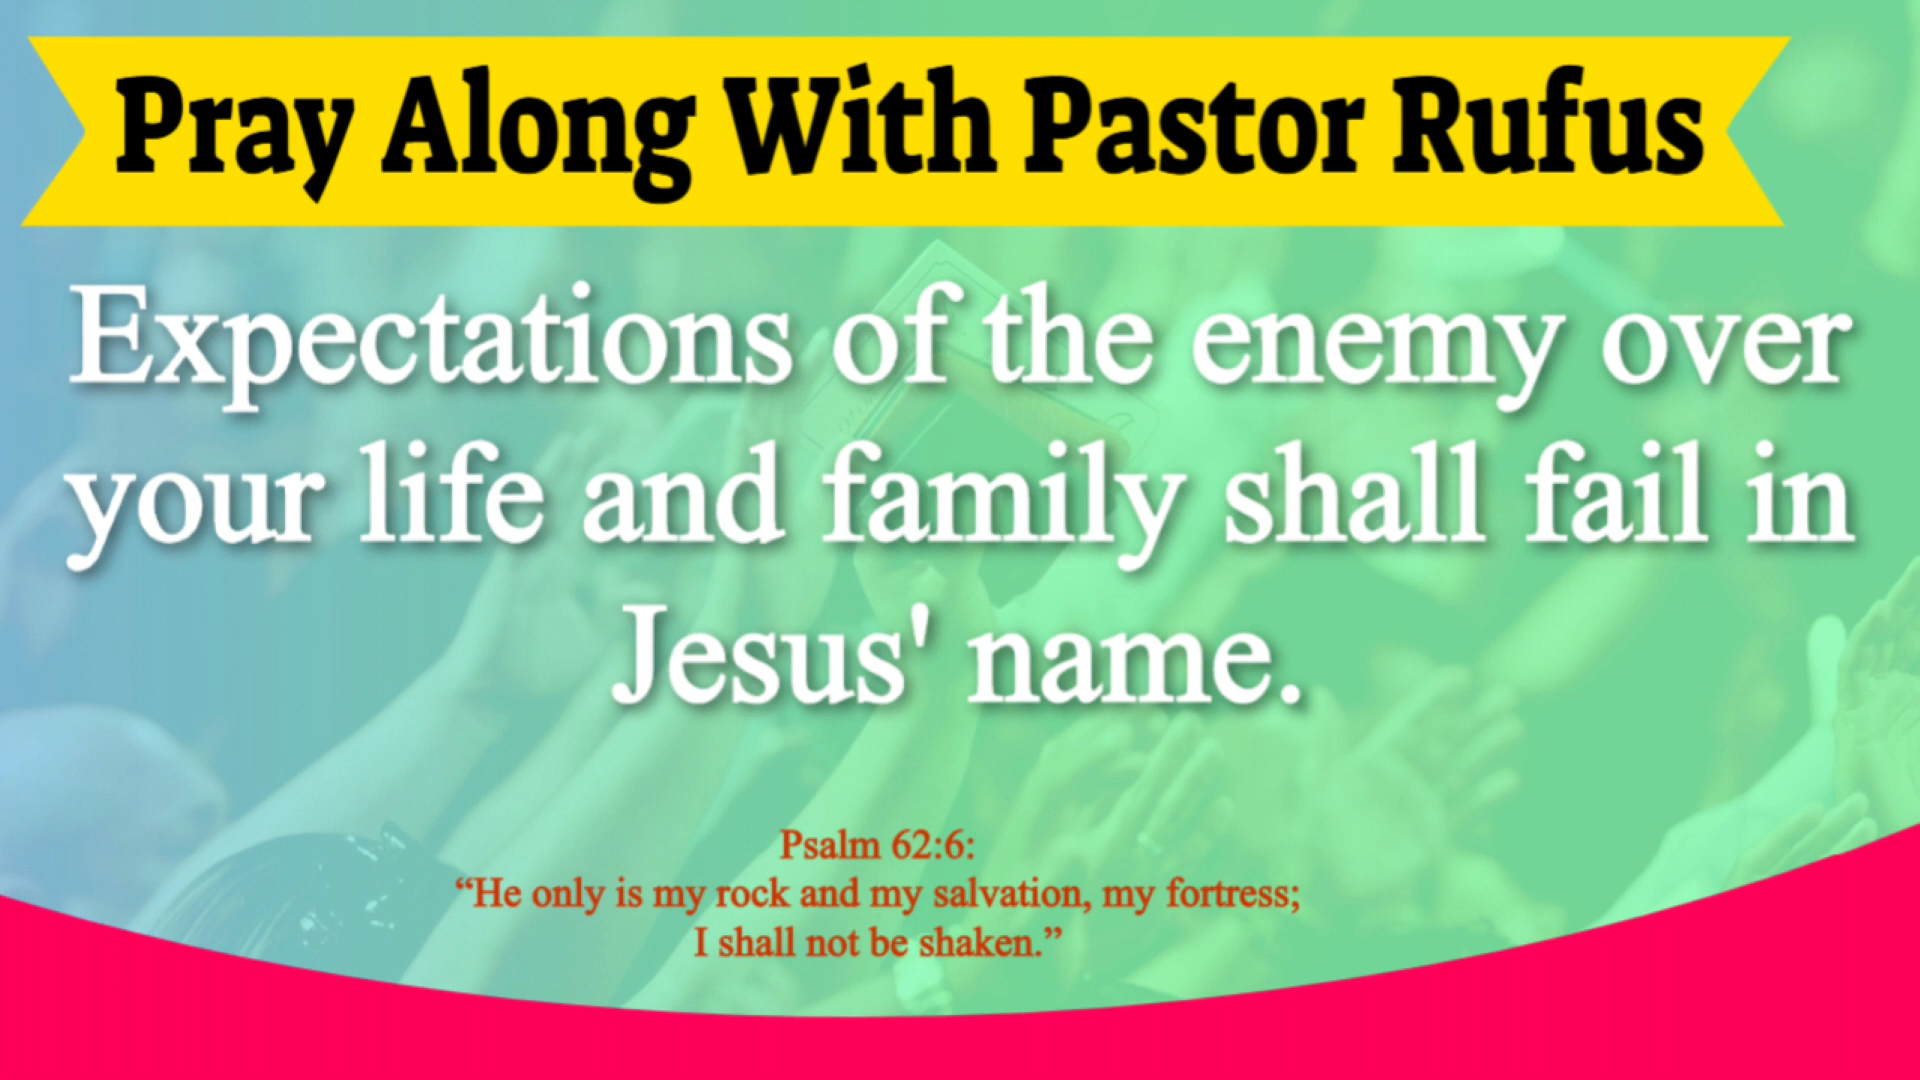 Pray Along With Pastor Rufus
Expectations of the enemy over
your life and family shall fail in
Jesus' name.
Psalm 62:6:
“He only is my rock and my salvation, my fortress;
I shall not be shaken.”